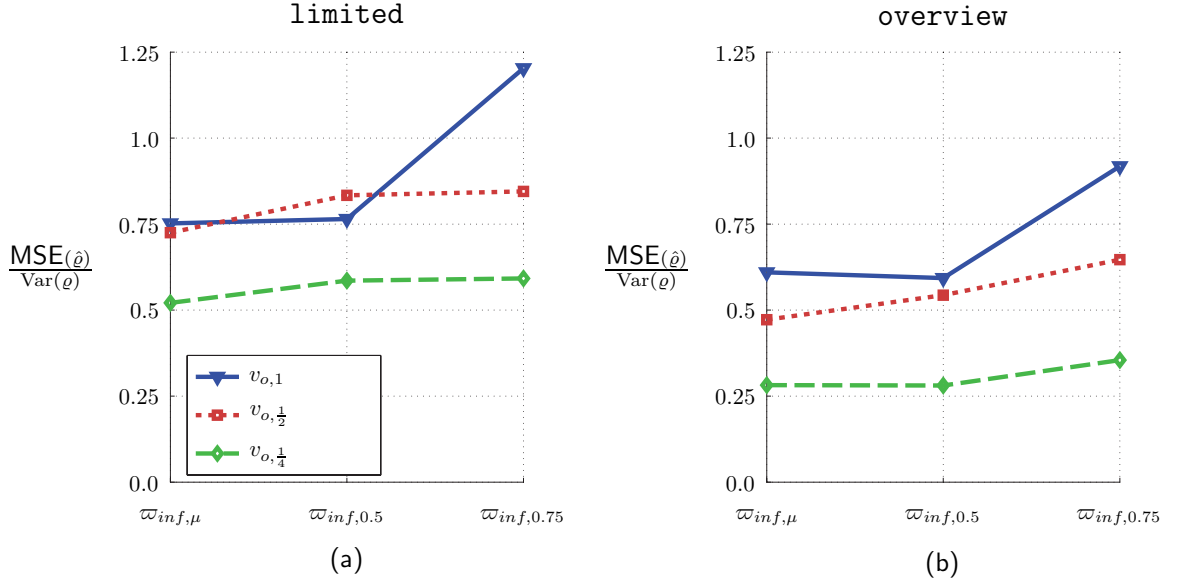 limited
1.25
1.0
0.75
0.5
0.25
0.0
MSE(ϱ̂)
Var(ϱ)
v_{o,1}
v_{o,½}
v_{o,¼}
ϖ_{inf,μ} ϖ_{inf,0.5} ϖ_{inf,0.75}
(a)
overview
1.25
1.0
0.75
0.5
0.25
0.0
MSE(ϱ̂)
Var(ϱ)
ϖ_{inf,μ} ϖ_{inf,0.5} ϖ_{inf,0.75}
(b)